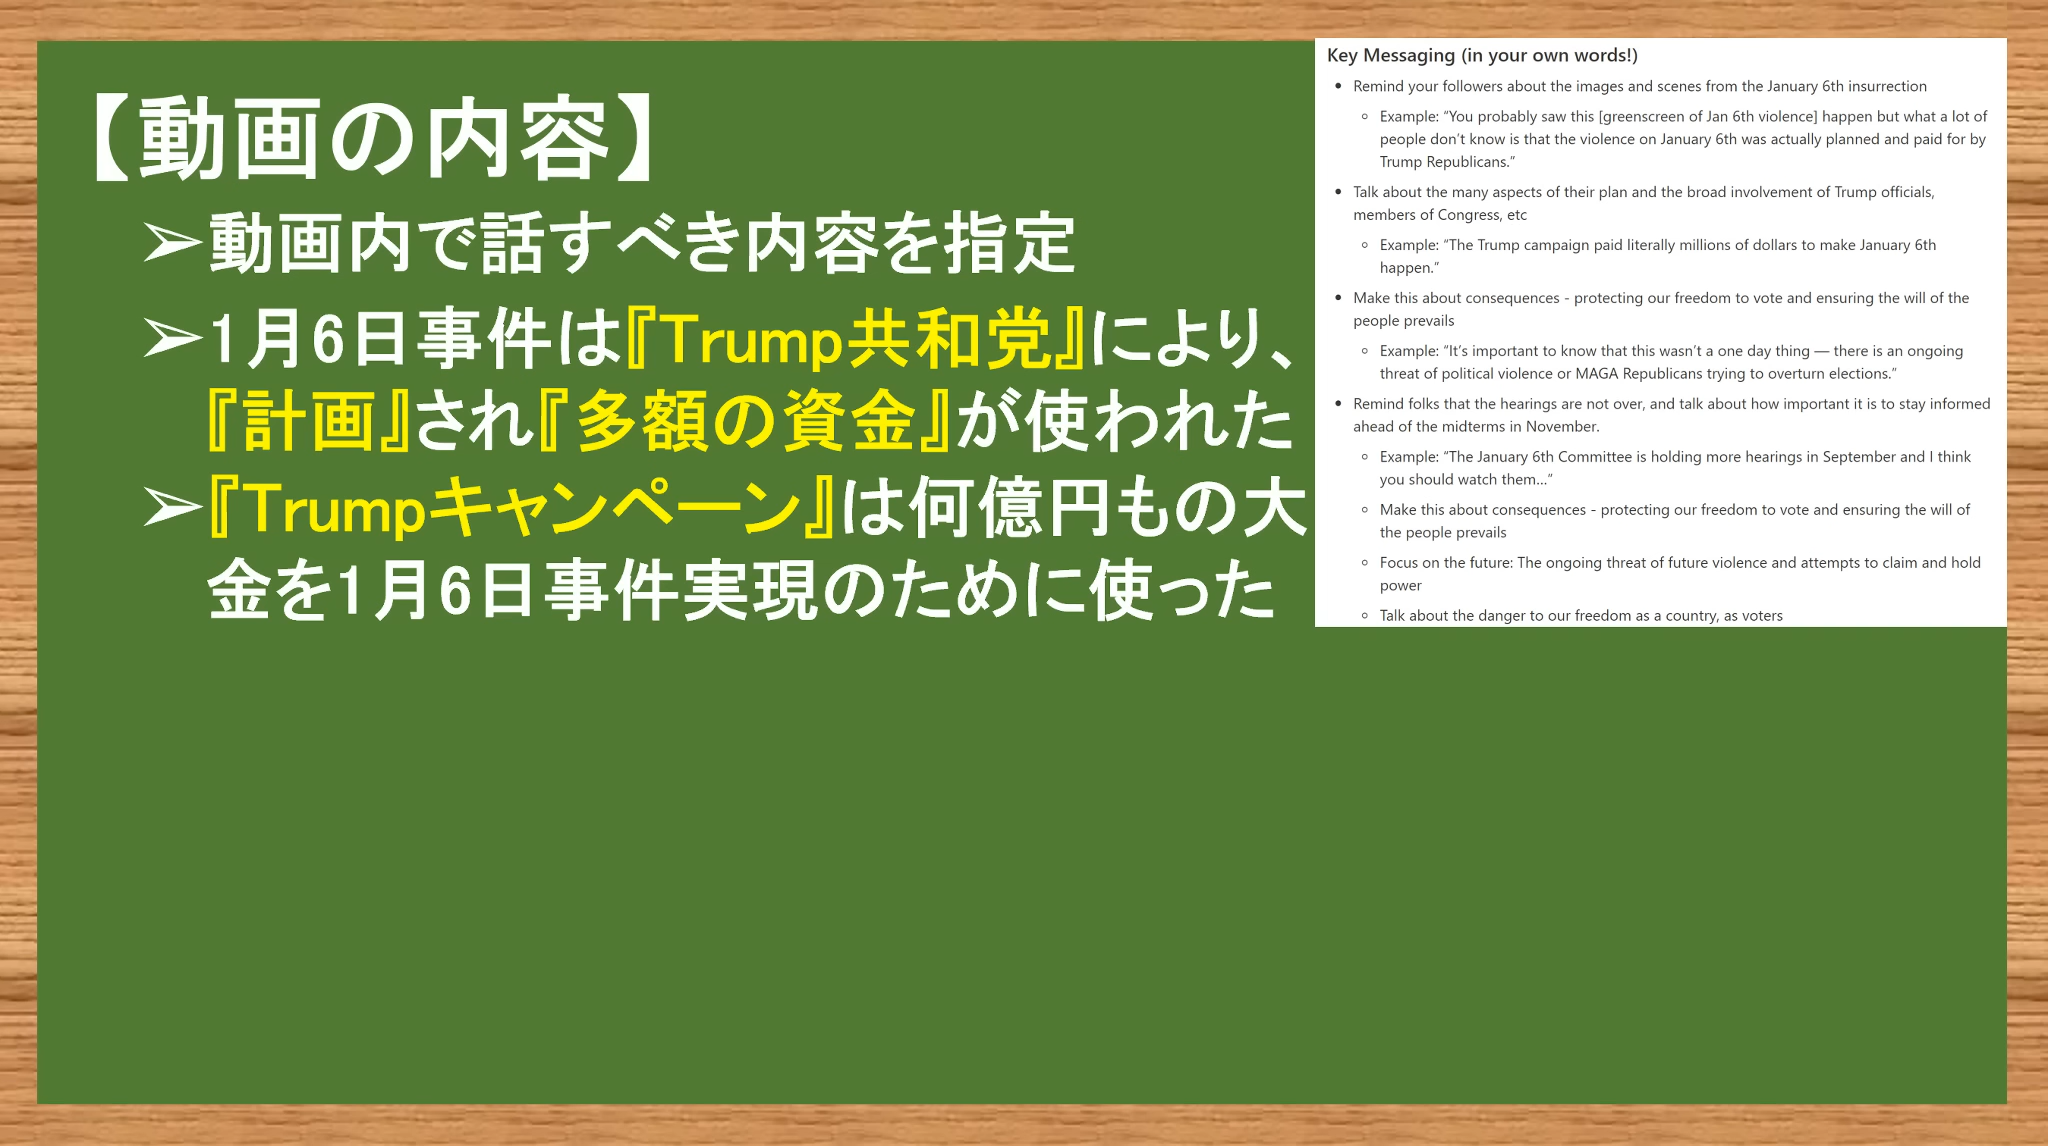 【動画の内容】
➢動画内で話すべき内容を指定
➢1月6日事件は『Trump共和党』により、
『計画』され『多額の資金』が使われた
➢『Trumpキャンペーン』は何億円もの大
金を1月6日事件実現のために使った
Key Messaging (in your own words!)
• Remind your followers about the images and scenes from the January 6th insurrection
◦ Example: “You probably saw this [greenscreen of Jan 6th violence] happen but what a lot of
people don’t know is that the violence on January 6th was actually planned and paid for by
Trump Republicans.”
• Talk about the many aspects of their plan and the broad involvement of Trump officials,
members of Congress, etc
◦ Example: “The Trump campaign paid literally millions of dollars to make January 6th
happen.”
• Make this about consequences - protecting our freedom to vote and ensuring the will of the
people prevails
◦ Example: “It’s important to know that this wasn’t a one day thing — there is an ongoing
threat of political violence or MAGA Republicans trying to overturn elections.”
• Remind folks that the hearings are not over, and talk about how important it is to stay informed
ahead of the midterms in November.
◦ Example: “The January 6th Committee is holding more hearings in September and I think
you should watch them...“
◦ Make this about consequences - protecting our freedom to vote and ensuring the will of
the people prevails
◦ Focus on the future: The ongoing threat of future violence and attempts to claim and hold
power
◦ Talk about the danger to our freedom as a country, as voters